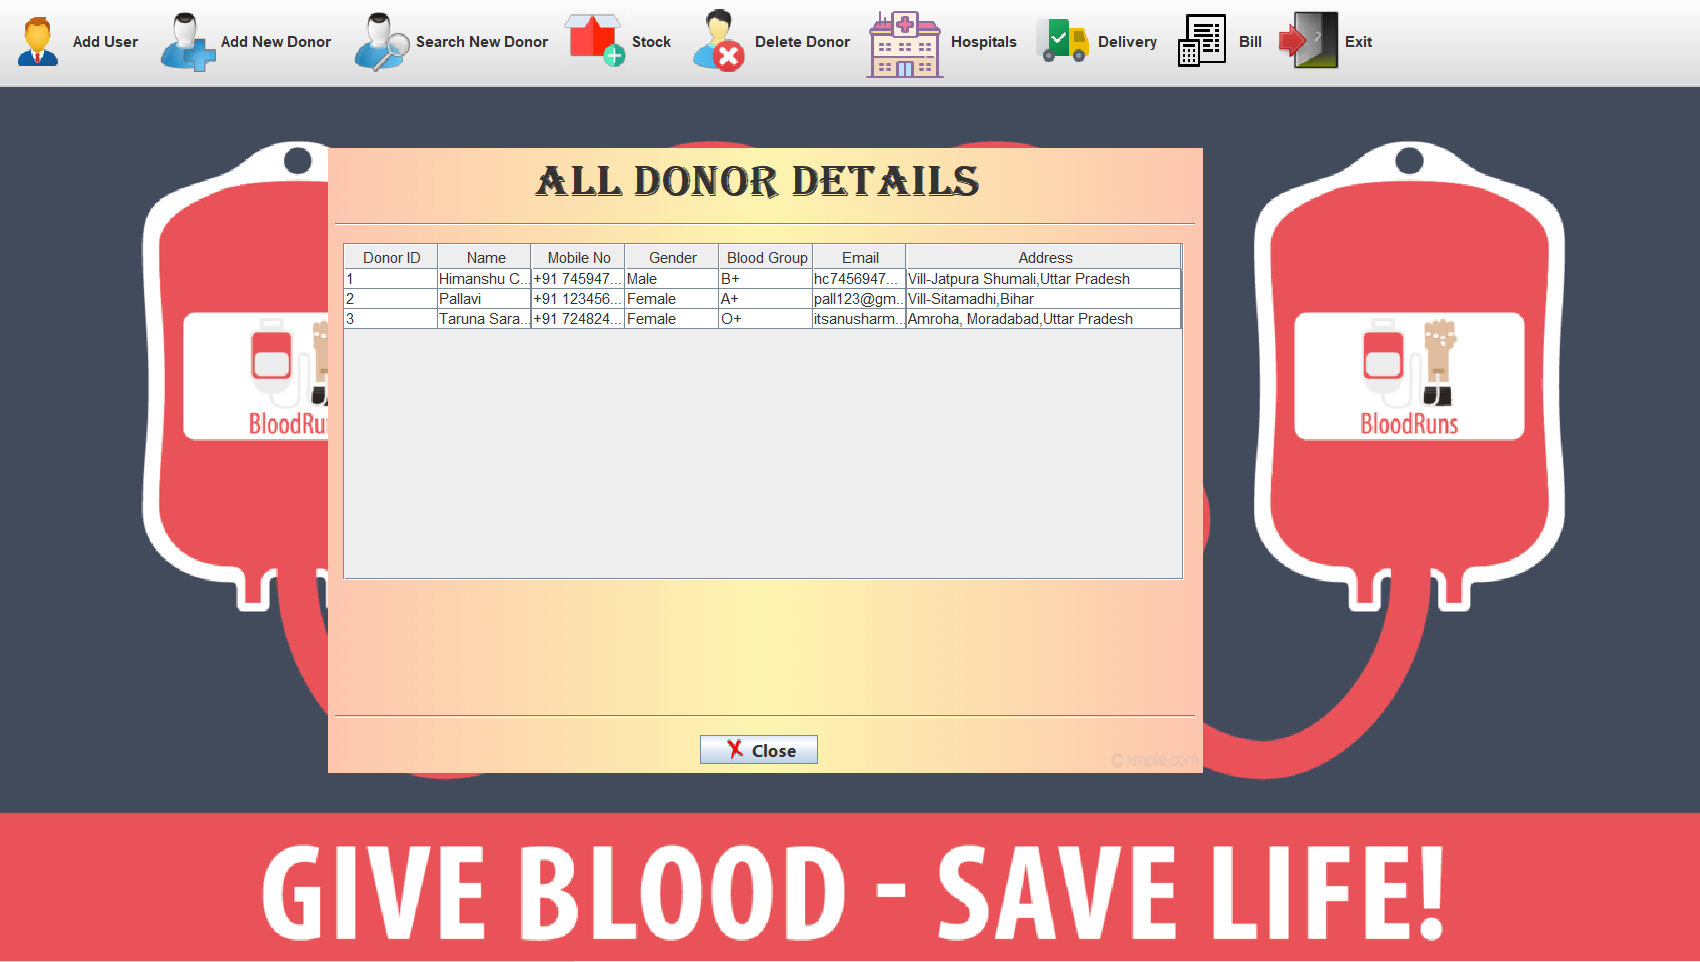 Add User Add New Donor Search New Donor Stock Delete Donor Hospitals Delivery Bill Exit
ALL DONOR DETAILS
Donor ID Name Mobile No Gender Blood Group Email Address
1 Himanshu C... +91 745947... Male B+ hc7456947... Vill-Jatpura Shumali,Uttar Pradesh
2 Pallavi +91 123456... Female A+ pall123@gm... Vill-Sitamadhi,Bihar
3 Taruna Sara... +91 724824... Female O+ itsanusharm... Amroha, Moradabad,Uttar Pradesh
BloodRu
BloodRuns
Close
© xmple.com
GIVE BLOOD - SAVE LIFE!